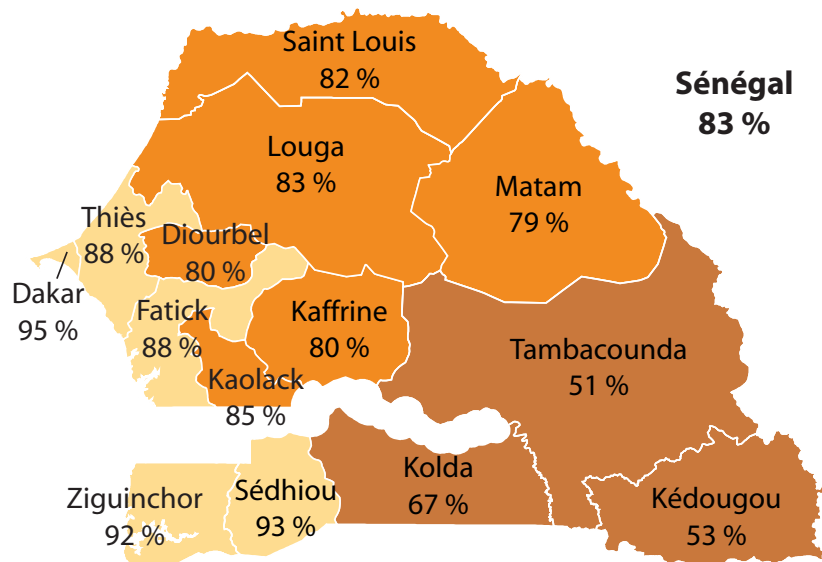 Saint Louis
82 %
Sénégal
83 %
Louga
83 %
Matam
79 %
Thiès
88 %
Diourbel
80 %
Dakar
95 %
Fatick
88 %
Kaffrine
80 %
Kaolack
85 %
Tambacounda
51 %
Ziguinchor
92 %
Sédhiou
93 %
Kolda
67 %
Kédougou
53 %